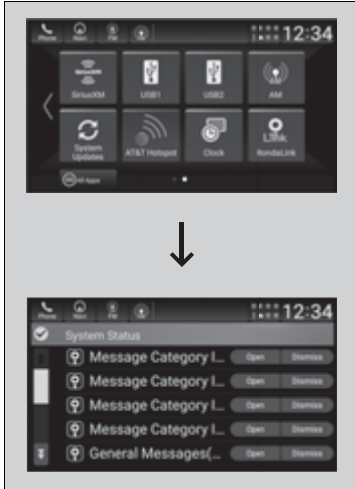 Phone
Navi
FM
12:34
SiriusXM
SiriusXM
USB1
USB2
AM
System
Updates
AT&T Hotspot
Clock
Link
HondaLink
All Apps
Phone
Navi
FM
12:34
System Status
Message Category I... Open Dismiss
Message Category I... Open Dismiss
Message Category I... Open Dismiss
Message Category I... Open Dismiss
General Messages(... Open Dismiss